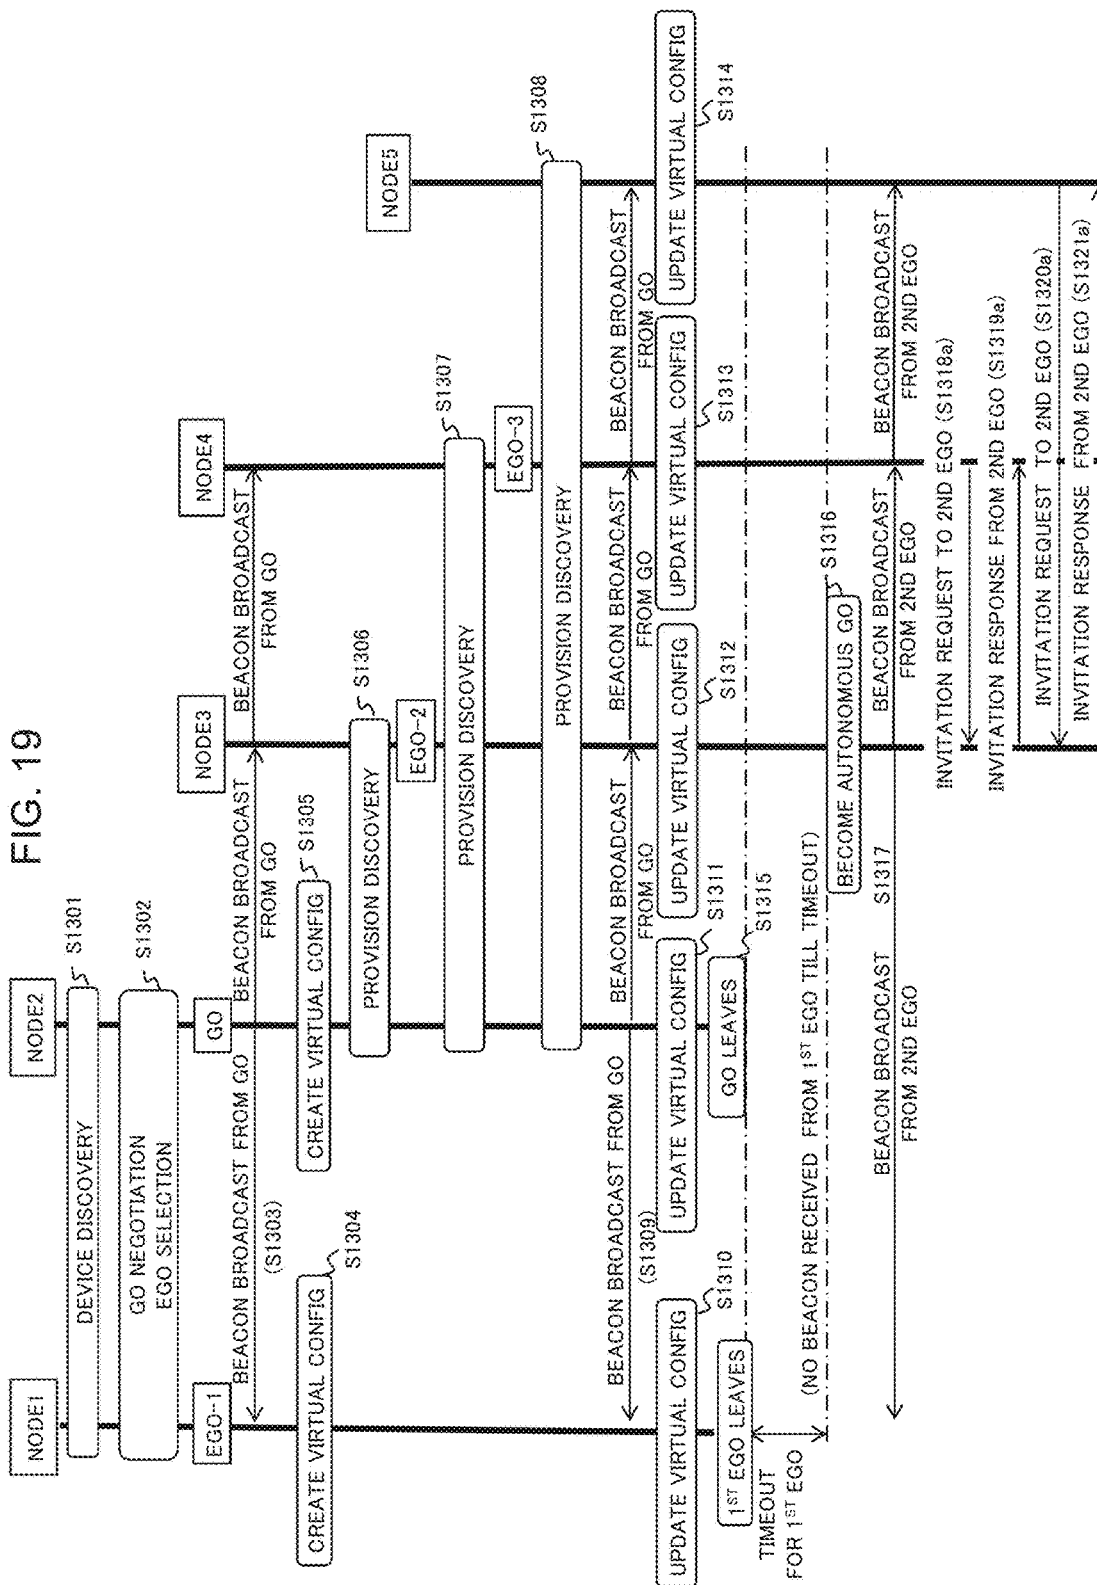 FIG. 19
NODE1
NODE2
DEVICE DISCOVERY
S1301
GO NEGOTIATION
EGO SELECTION
S1302
NODE3
NODE4
EGO-1
GO
BEACON BROADCAST FROM GO
(S1303)
BEACON BROADCAST
FROM GO
BEACON BROADCAST
FROM GO
CREATE VIRTUAL CONFIG
S1304
CREATE VIRTUAL CONFIG
S1305
PROVISION DISCOVERY
S1306
NODE5
EGO-2
PROVISION DISCOVERY
S1307
EGO-3
PROVISION DISCOVERY
S1308
BEACON BROADCAST FROM GO
(S1309)
BEACON BROADCAST
FROM GO
BEACON BROADCAST
FROM GO
BEACON BROADCAST
FROM GO
UPDATE VIRTUAL CONFIG
S1310
UPDATE VIRTUAL CONFIG
S1311
UPDATE VIRTUAL CONFIG
S1312
UPDATE VIRTUAL CONFIG
S1313
UPDATE VIRTUAL CONFIG
S1314
1ST EGO LEAVES
GO LEAVES
S1315
TIMEOUT
FOR 1ST EGO
(NO BEACON RECEIVED FROM 1ST EGO TILL TIMEOUT)
BECOME AUTONOMOUS GO
S1316
BEACON BROADCAST
FROM 2ND EGO
S1317
BEACON BROADCAST
FROM 2ND EGO
BEACON BROADCAST
FROM 2ND EGO
INVITATION REQUEST TO 2ND EGO (S1318a)
INVITATION RESPONSE FROM 2ND EGO (S1319a)
INVITATION REQUEST TO 2ND EGO (S1320a)
INVITATION RESPONSE FROM 2ND EGO (S1321a)